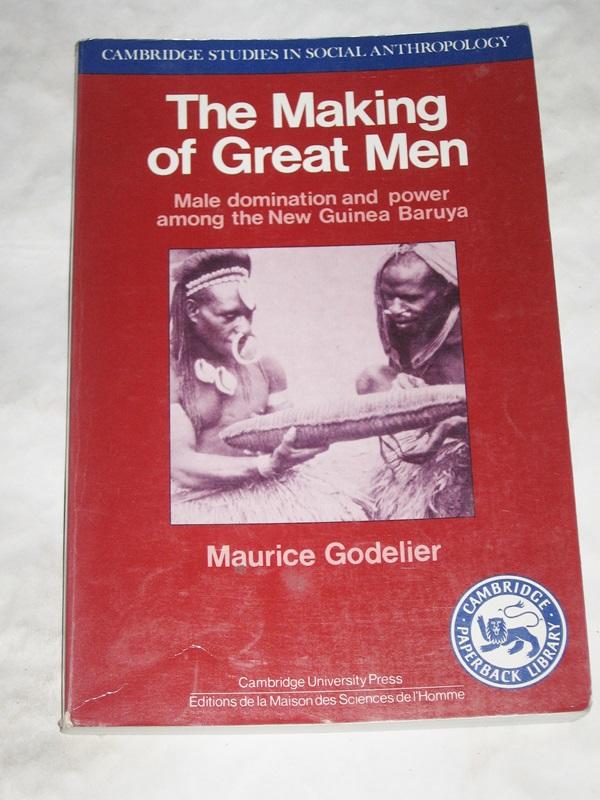 CAMBRIDGE STUDIES IN SOCIAL ANTHROPOLOGY
The Making
of Great Men
Male domination and power
among the New Guinea Baruya
Maurice Godelier
CAMBRIDGE
PAPERBACK LIBRARY
Cambridge University Press
Editions de la Maison des Sciences de l'Homme